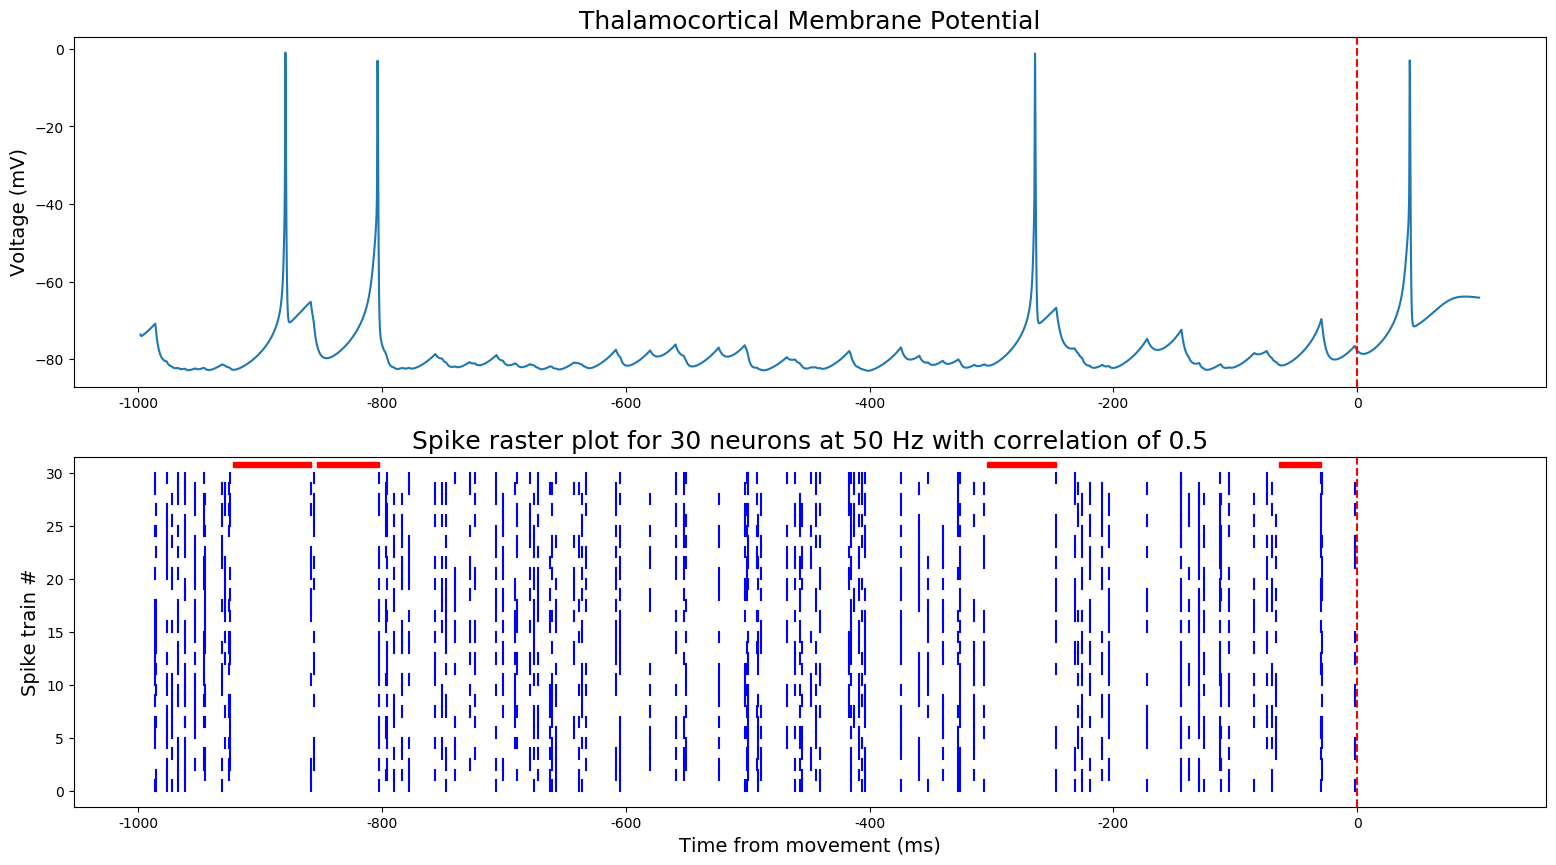 Thalamocortical Membrane Potential
0
−20
−40
−60
−80
Voltage (mV)
-1000 -800 -600 -400 -200 0
Spike raster plot for 30 neurons at 50 Hz with correlation of 0.5
30
25
20
15
10
5
0
Spike train #
-1000 -800 -600 -400 -200 0
Time from movement (ms)